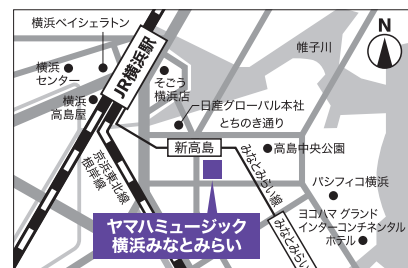 横浜ベイシェラトン
N
JR横浜駅
帷子川
横浜
センター
そごう
横浜店
横浜
高島屋
日産グローバル本社
とちのき通り
新高島
高島中央公園
京浜東北線
根岸線
みなとみらい線
パシフィコ横浜
ヤマハミュージック
横浜みなとみらい
ヨコハマ グランド
インターコンチネンタル
ホテル
みなとみらい